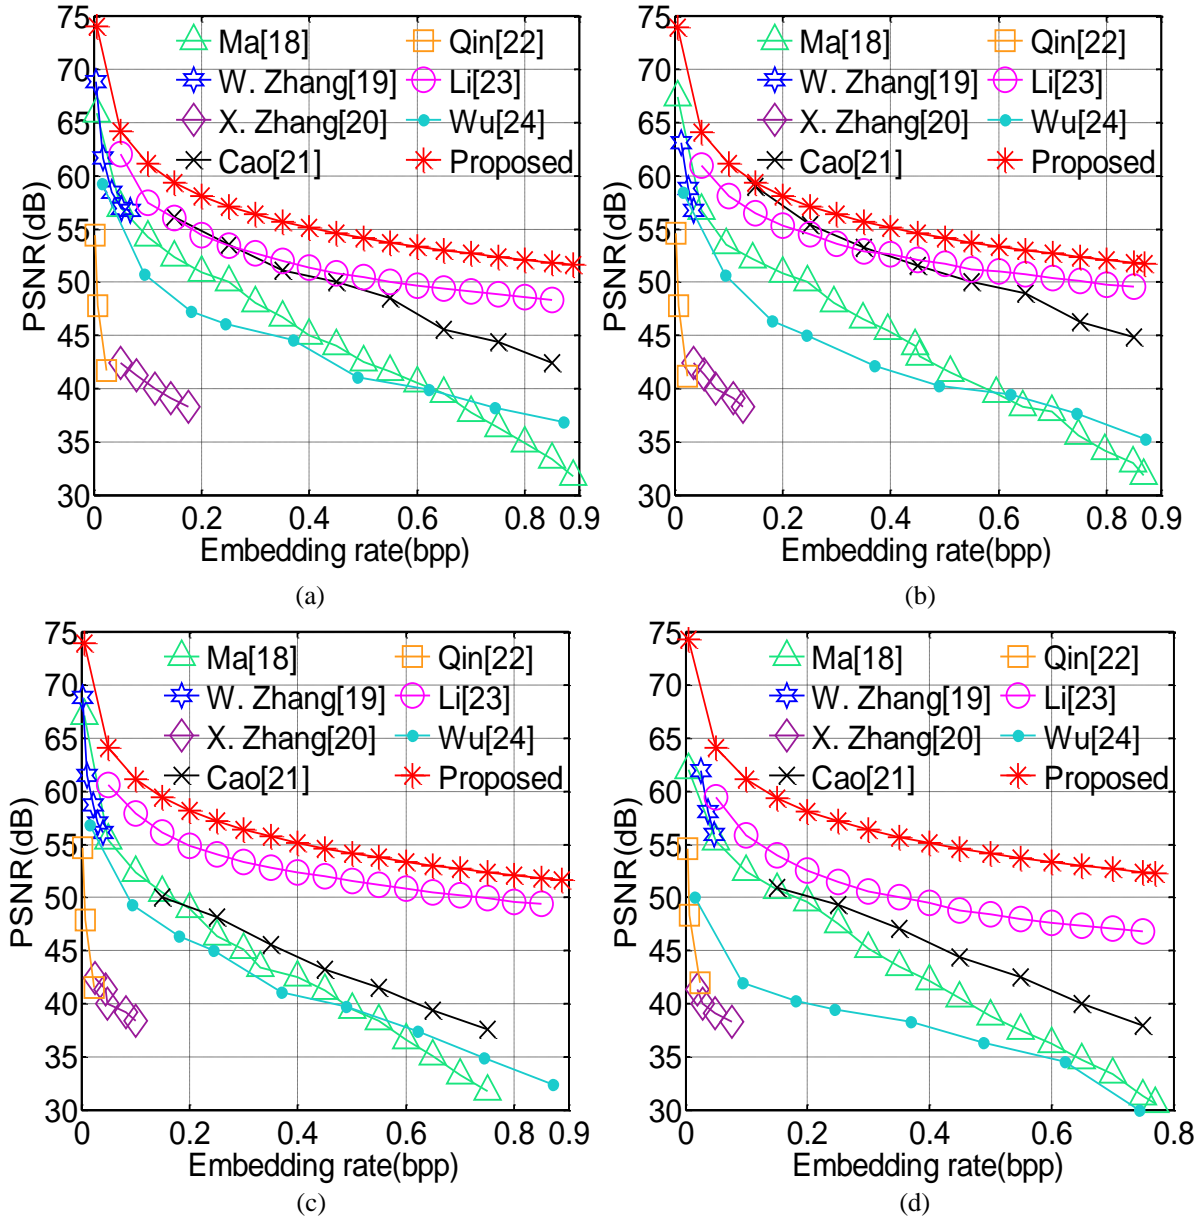 PSNR(dB)
75
70
65
60
55
50
45
40
35
30
Ma[18]
W. Zhang[19]
X. Zhang[20]
Cao[21]
Qin[22]
Li[23]
Wu[24]
Proposed
0 0.2 0.4 0.6 0.8 0.9
Embedding rate(bpp)
(a)
PSNR(dB)
75
70
65
60
55
50
45
40
35
30
Ma[18]
W. Zhang[19]
X. Zhang[20]
Cao[21]
Qin[22]
Li[23]
Wu[24]
Proposed
0 0.2 0.4 0.6 0.8 0.9
Embedding rate(bpp)
(b)
PSNR(dB)
75
70
65
60
55
50
45
40
35
30
Ma[18]
W. Zhang[19]
X. Zhang[20]
Cao[21]
Qin[22]
Li[23]
Wu[24]
Proposed
0 0.2 0.4 0.6 0.8 0.9
Embedding rate(bpp)
(c)
PSNR(dB)
75
70
65
60
55
50
45
40
35
30
Ma[18]
W. Zhang[19]
X. Zhang[20]
Cao[21]
Qin[22]
Li[23]
Wu[24]
Proposed
0 0.2 0.4 0.6 0.8
Embedding rate(bpp)
(d)